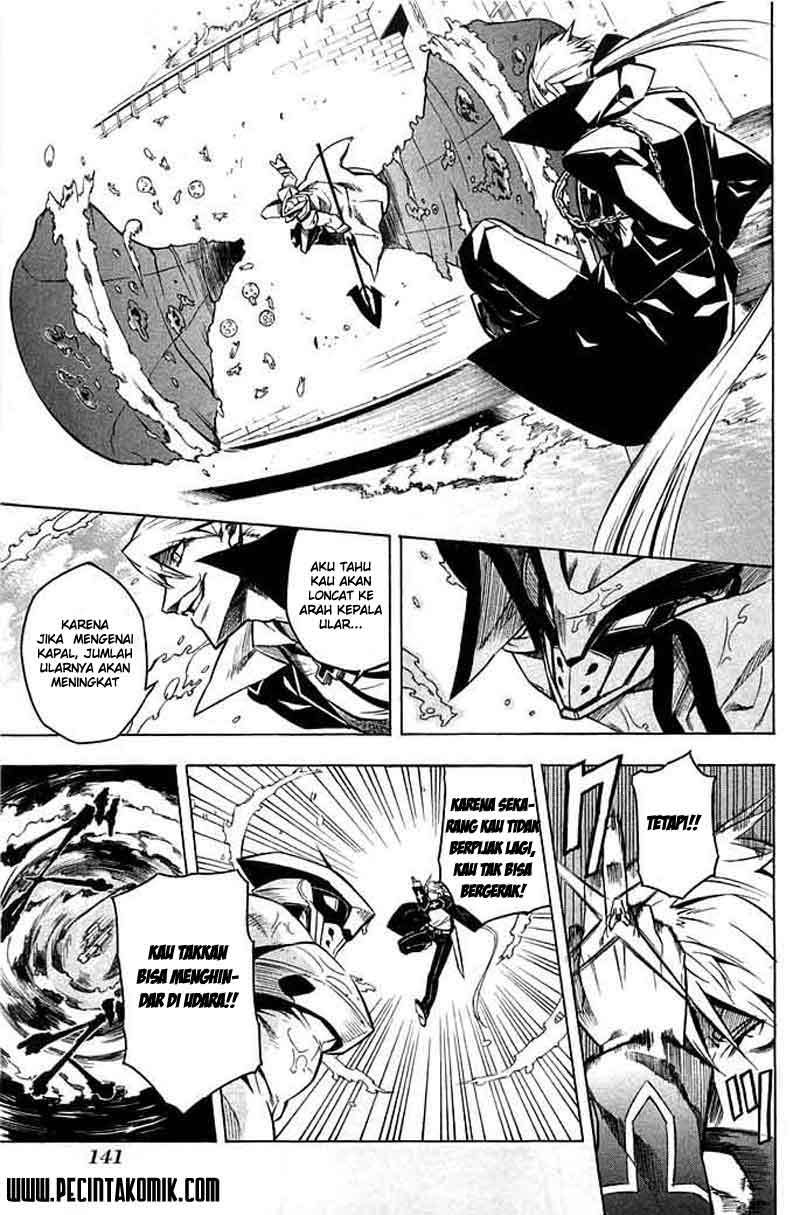 AKU TAHU
KAU AKAN
LONCAT KE
ARAH KEPALA
ULAR...
KARENA
JIKA MENGENAI
KAPAL, JUMLAH
ULARNYA AKAN
MENINGKAT
TETAPI!!
KARENA SEKA-
RANG KAU TIDAK
BERPIJAK LAGI,
KAU TAK BISA
BERGERAK!
KAU TAKKAN
BISA MENGHIN-
DAR DI UDARA!!
141
WWW.PECINTAKOMIK.COM